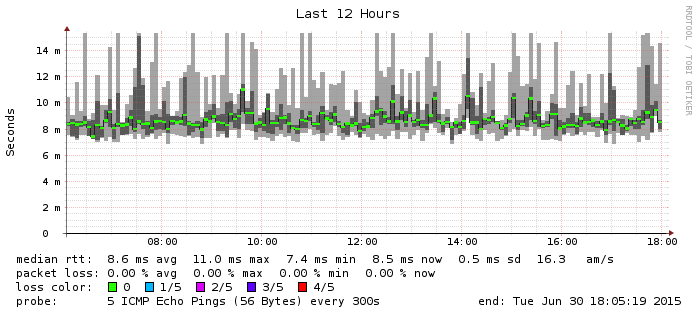 Last 12 Hours
RRDTOOL / TOBI OETIKER
Seconds
14 m
12 m
10 m
8 m
6 m
4 m
2 m
0
08:00 10:00 12:00 14:00 16:00 18:00
median rtt: 8.6 ms avg 11.0 ms max 7.4 ms min 8.5 ms now 0.5 ms sd 16.3 am/s
packet loss: 0.00 % avg 0.00 % max 0.00 % min 0.00 % now
loss color: 0 1/5 2/5 3/5 4/5
probe: 5 ICMP Echo Pings (56 Bytes) every 300s end: Tue Jun 30 18:05:19 2015